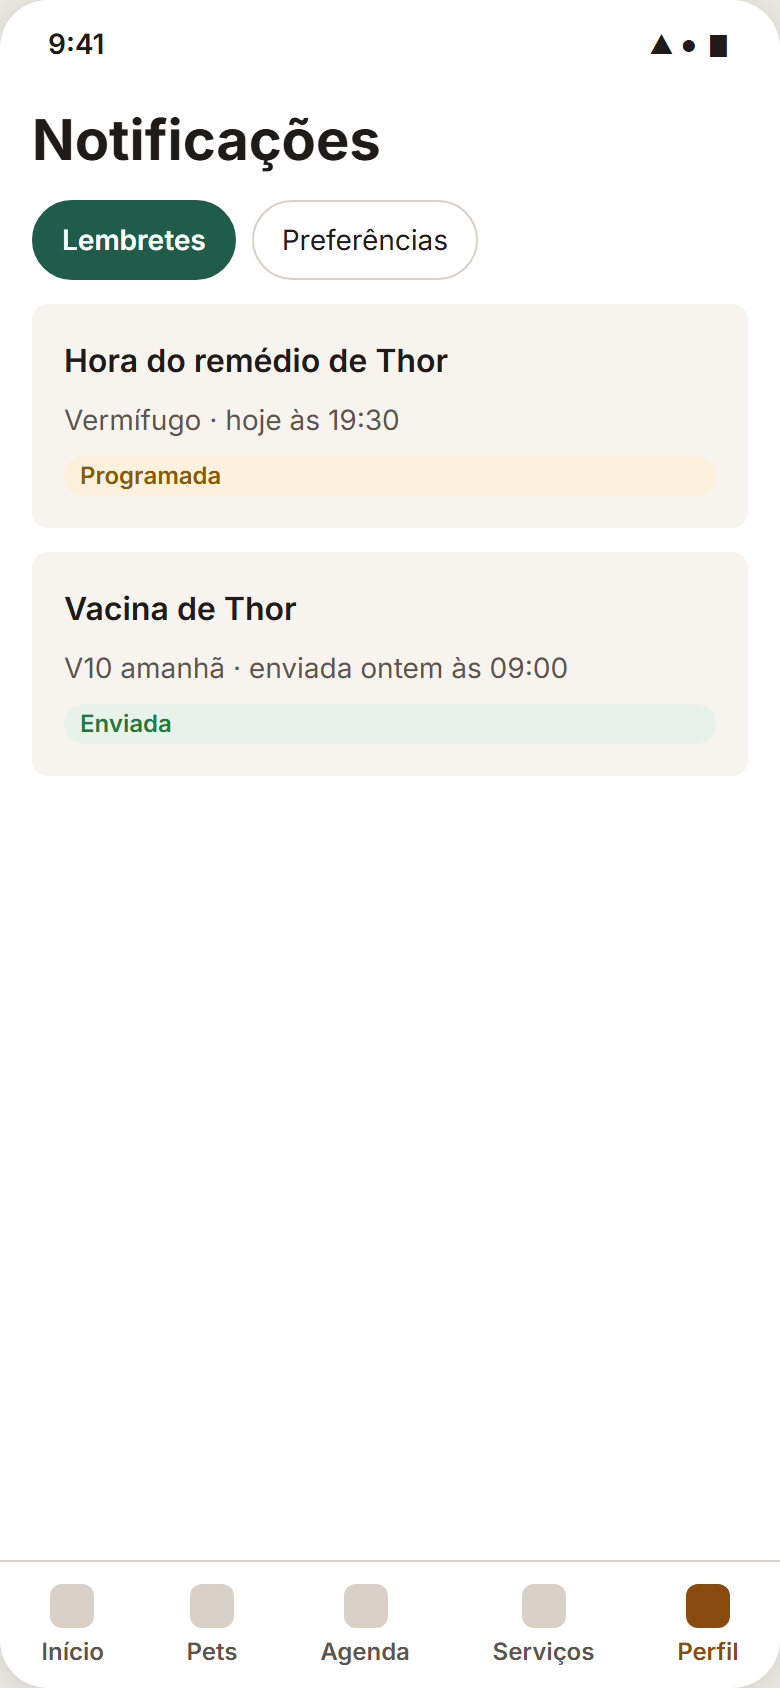 9:41
Notificações
Lembretes Preferências
Hora do remédio de Thor
Vermífugo · hoje às 19:30
Programada
Vacina de Thor
V10 amanhã · enviada ontem às 09:00
Enviada
Início Pets Agenda Serviços Perfil